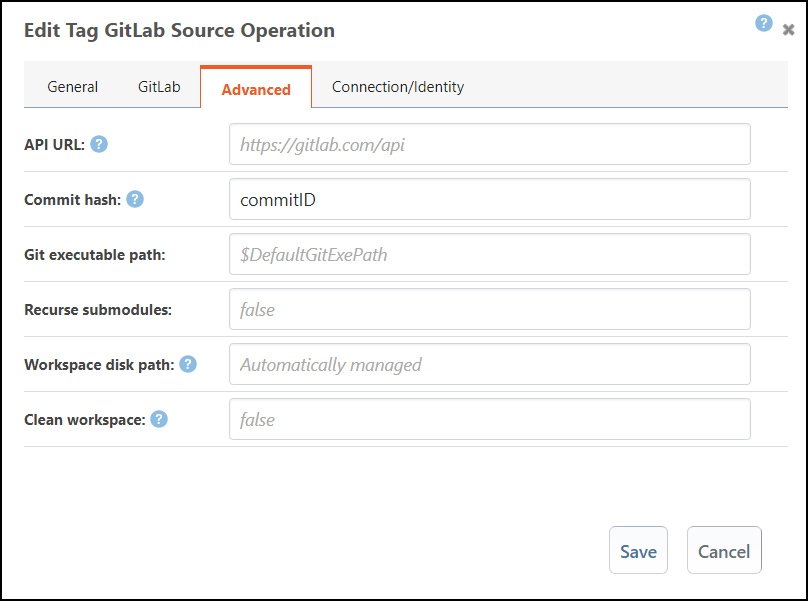 Edit Tag GitLab Source Operation
?
×
General GitLab Advanced Connection/Identity
API URL: ? https://gitlab.com/api
Commit hash: ? commitID
Git executable path: $DefaultGitExePath
Recurse submodules: false
Workspace disk path: ? Automatically managed
Clean workspace: ? false
Save Cancel